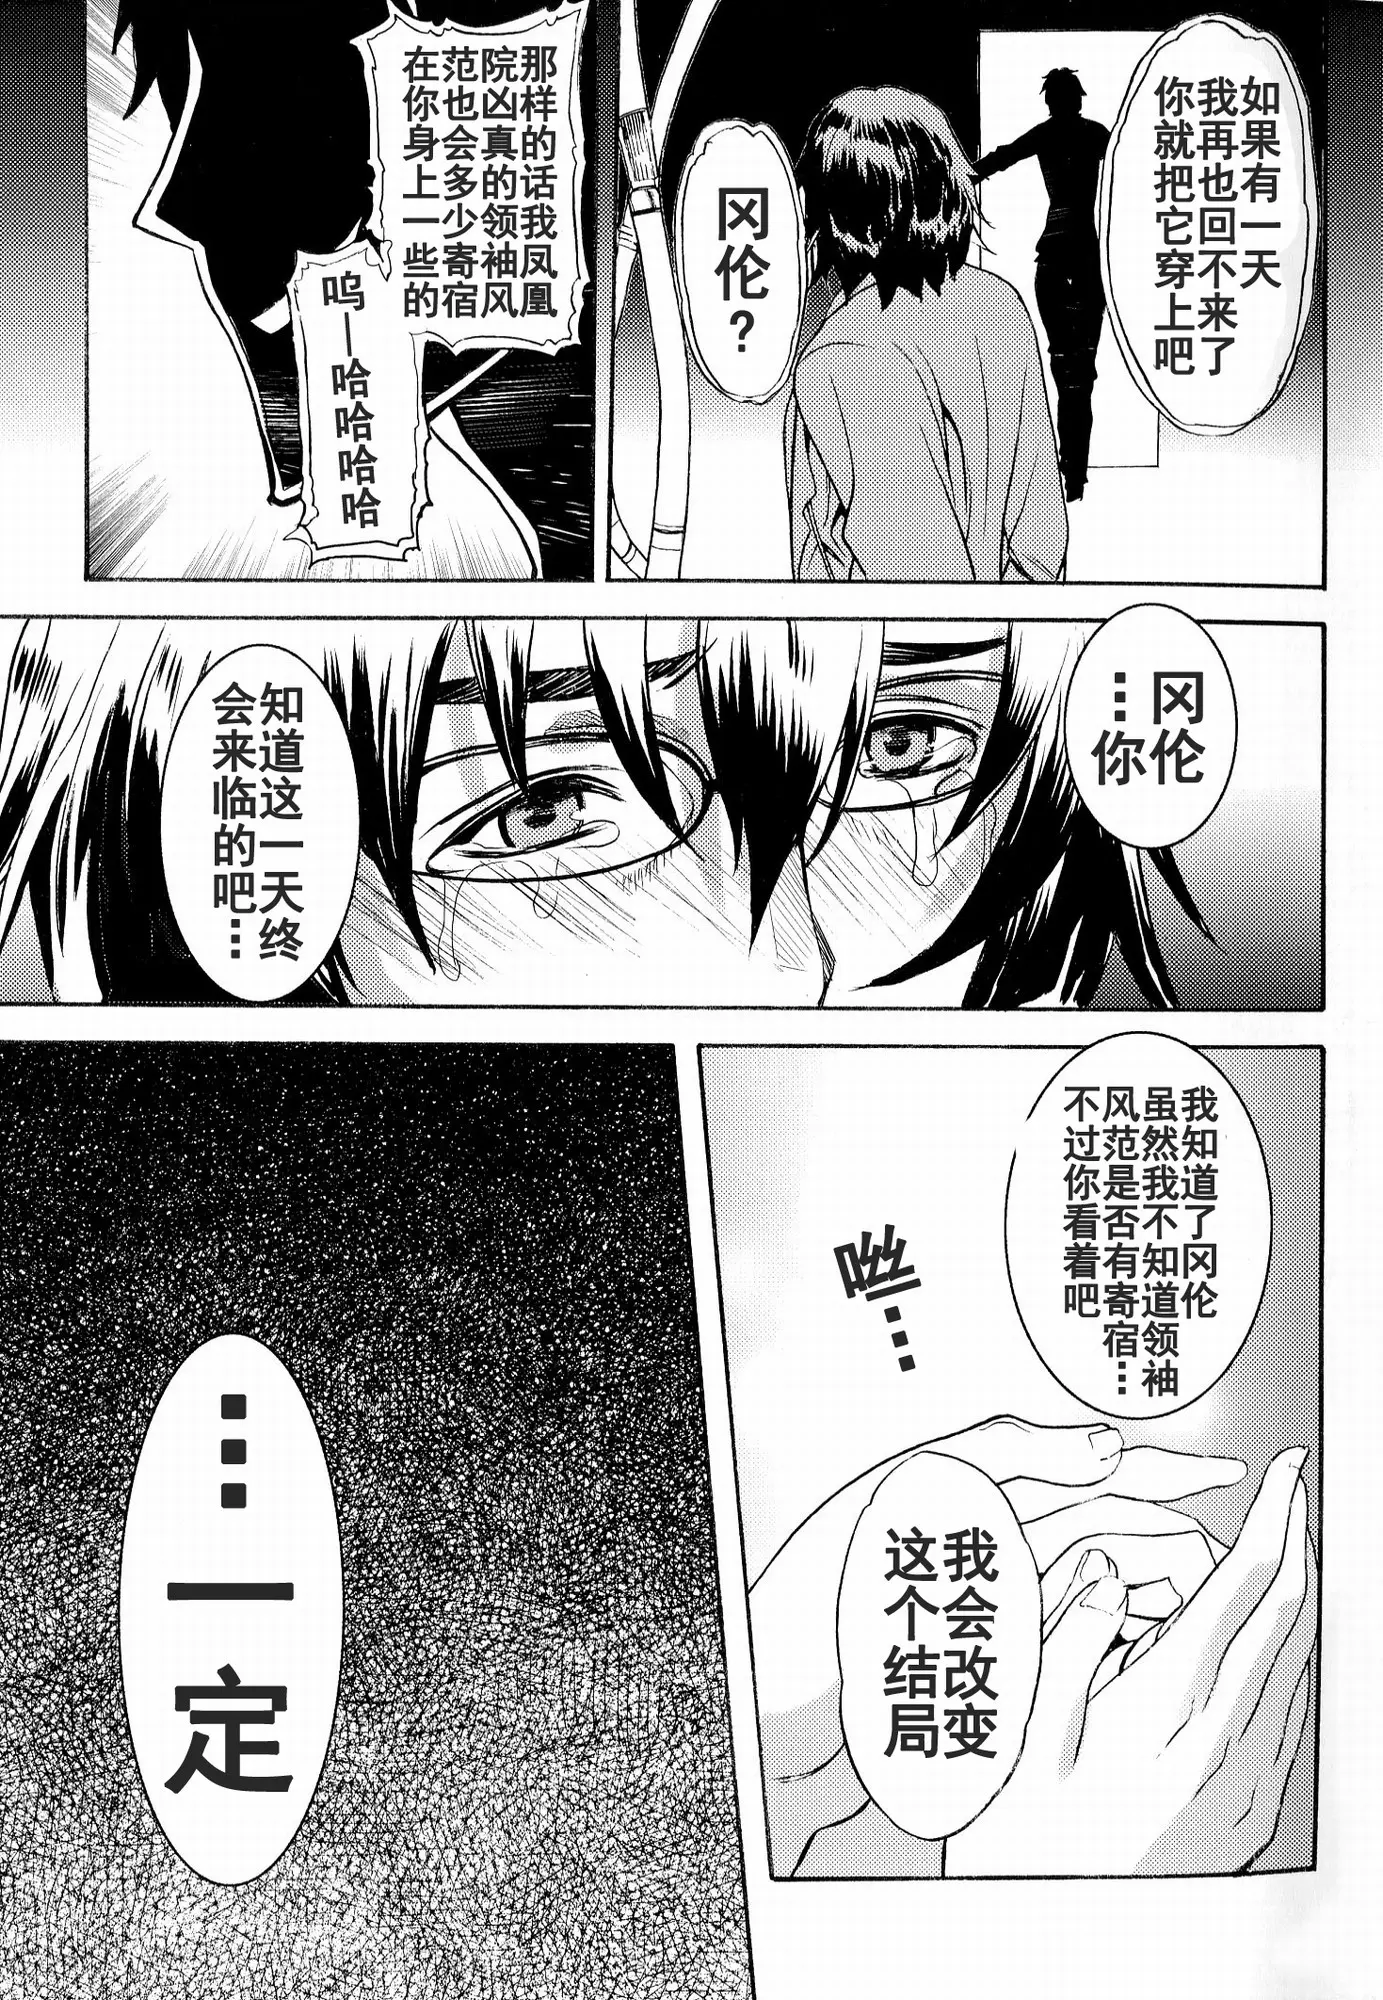 如果有一天
我再也回不来了
你就把它穿上吧
冈伦？
那样的话我凤凰
院凶真的领袖风
范也会多少寄宿
在你身上一些的
呜—哈哈哈哈
冈伦
…你
知道这一天终
会来临的吧…
我知道了冈伦
虽然我不知道领袖
风范是否有寄宿…
不过你看着吧
咝…
我会改变
这个结局
…一定